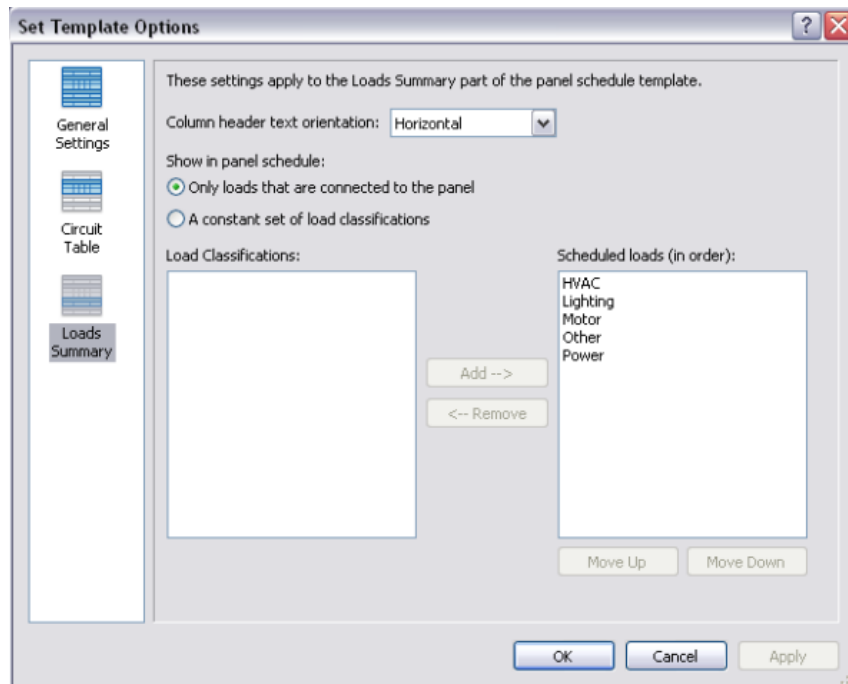 Set Template Options
General
Settings
Circuit
Table
Loads
Summary
These settings apply to the Loads Summary part of the panel schedule template.
Column header text orientation: Horizontal
Show in panel schedule:
Only loads that are connected to the panel
A constant set of load classifications
Load Classifications:
Scheduled loads (in order):
HVAC
Lighting
Motor
Other
Power
Add -->
<-- Remove
Move Up Move Down
OK Cancel Apply